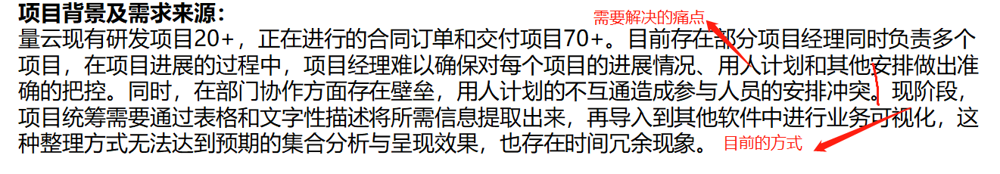 项目背景及需求来源：
需要解决的痛点
量云现有研发项目20+，正在进行的合同订单和交付项目70+。目前存在部分项目经理同时负责多个
项目，在项目进展的过程中，项目经理难以确保对每个项目的进展情况、用人计划和其他安排做出准
确的把控。同时，在部门协作方面存在壁垒，用人计划的不互通造成参与人员的安排冲突。现阶段，
项目统筹需要通过表格和文字性描述将所需信息提取出来，再导入到其他软件中进行业务可视化，这
种整理方式无法达到预期的集合分析与呈现效果，也存在时间冗余现象。
目前的方式